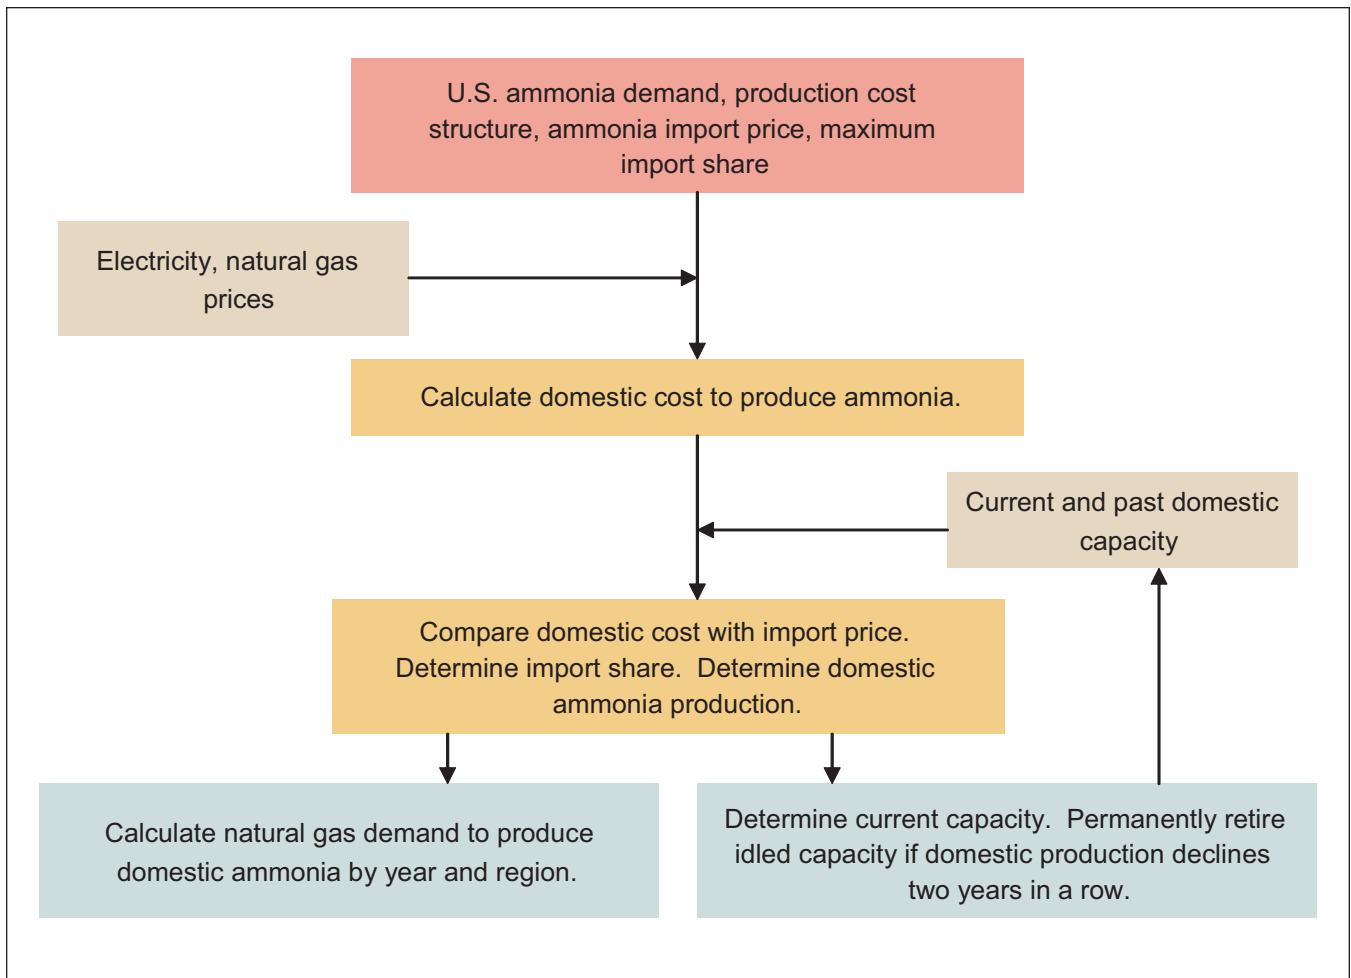 U.S. ammonia demand, production cost
structure, ammonia import price, maximum
import share
Electricity, natural gas
prices
Calculate domestic cost to produce ammonia.
Current and past domestic
capacity
Compare domestic cost with import price.
Determine import share.  Determine domestic
ammonia production.
Calculate natural gas demand to produce
domestic ammonia by year and region.
Determine current capacity.  Permanently retire
idled capacity if domestic production declines
two years in a row.